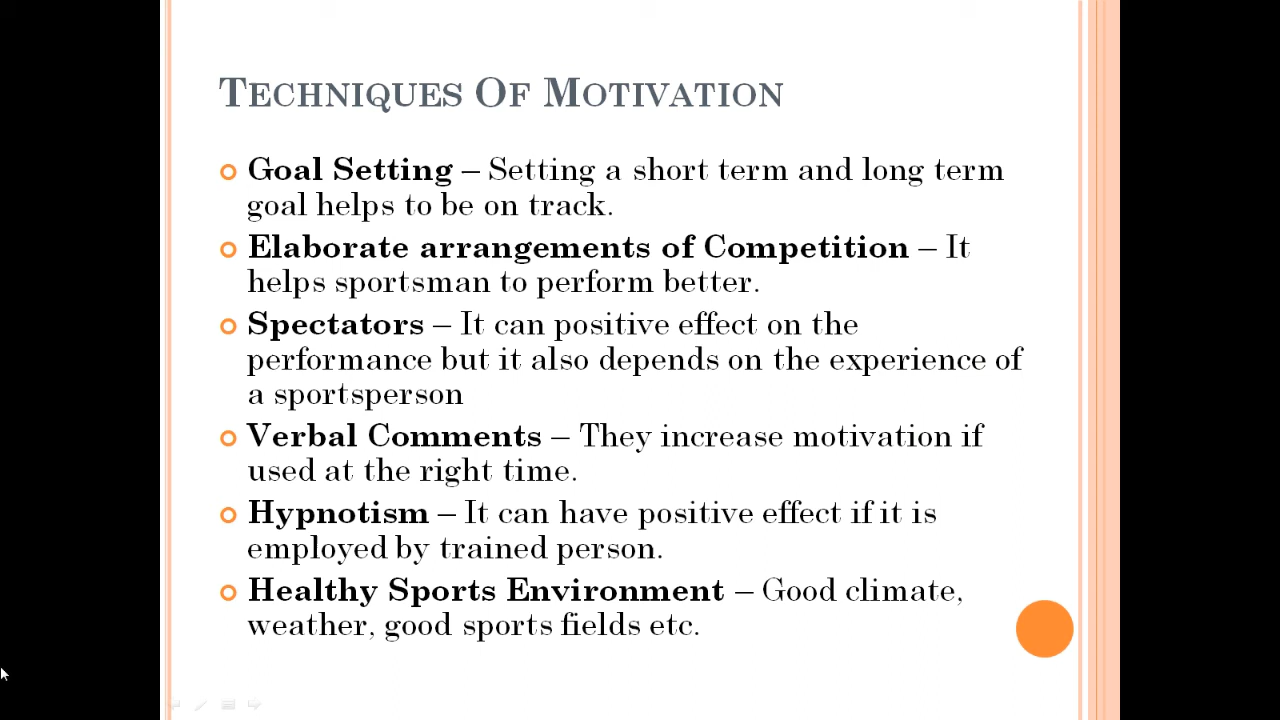 Techniques Of Motivation
Goal Setting – Setting a short term and long term
goal helps to be on track.
Elaborate arrangements of Competition – It
helps sportsman to perform better.
Spectators – It can positive effect on the
performance but it also depends on the experience of
a sportsperson
Verbal Comments – They increase motivation if
used at the right time.
Hypnotism – It can have positive effect if it is
employed by trained person.
Healthy Sports Environment – Good climate,
weather, good sports fields etc.